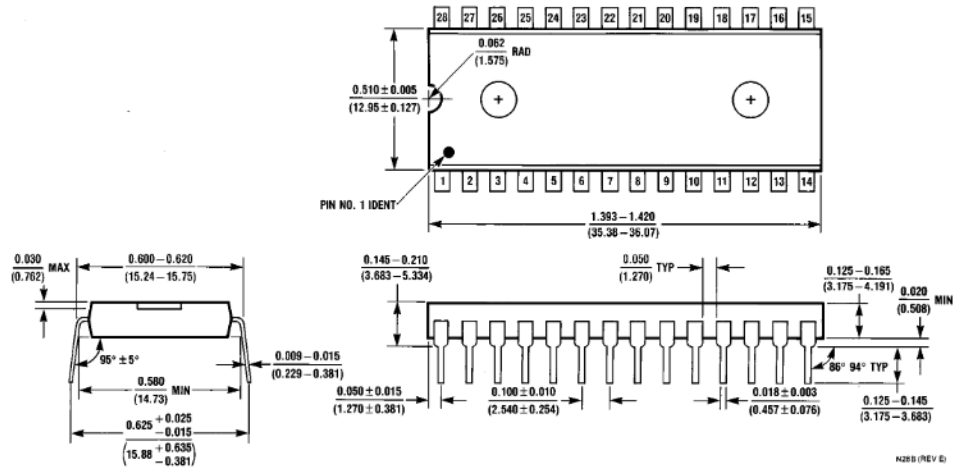 28 27 26 25 24 23 22 21 20 19 18 17 16 15
0.062
(1.575)
RAD
0.510 ± 0.005
(12.95 ± 0.127)
PIN NO. 1 IDENT
1 2 3 4 5 6 7 8 9 10 11 12 13 14
1.393 – 1.420
(35.38 – 36.07)
0.030
(0.762)
MAX
0.600 – 0.620
(15.24 – 15.75)
95° ± 5°
0.580
(14.73)
MIN
0.009 – 0.015
(0.229 – 0.381)
0.625 + 0.025
– 0.015
(15.88 + 0.635
– 0.381)
0.145 – 0.210
(3.683 – 5.334)
0.050
(1.270)
TYP
0.125 – 0.165
(3.175 – 4.191)
0.020
(0.508)
MIN
86° 94° TYP
0.050 ± 0.015
(1.270 ± 0.381)
0.100 ± 0.010
(2.540 ± 0.254)
0.018 ± 0.003
(0.457 ± 0.076)
0.125 – 0.145
(3.175 – 3.683)
N28B (REV E)